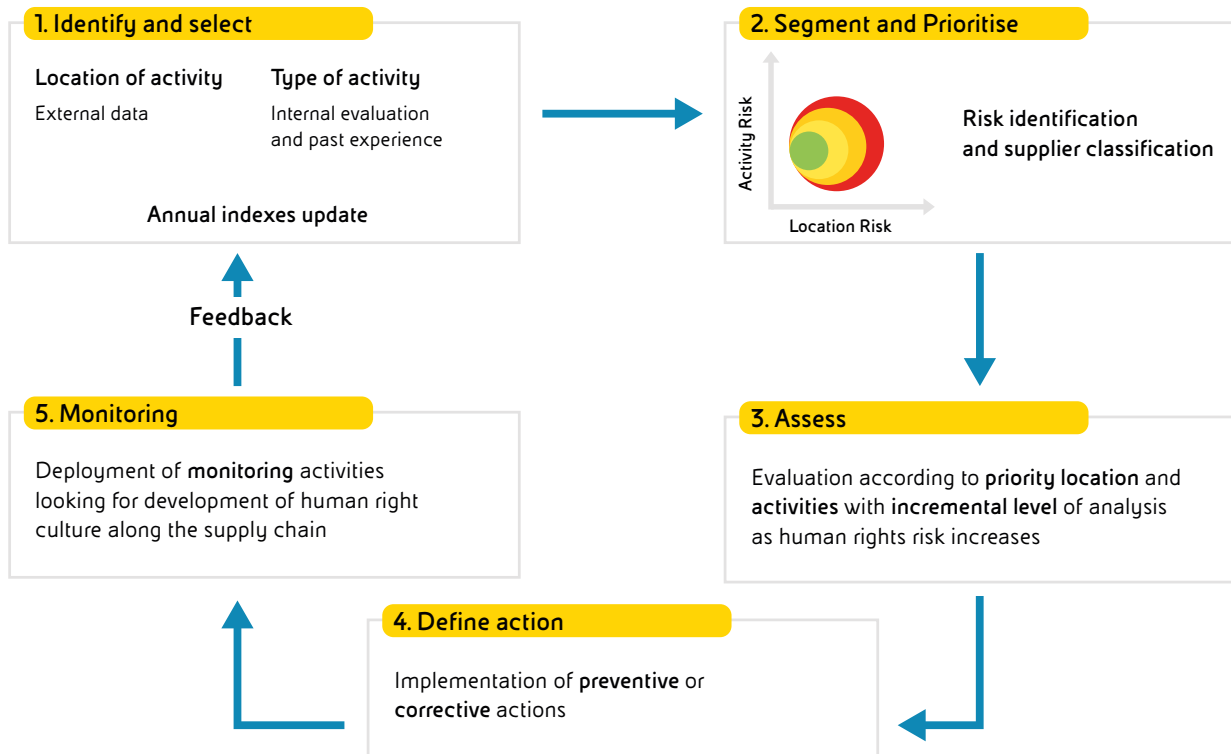 1. Identify and select
Location of activity
External data
Type of activity
Internal evaluation
and past experience
Annual indexes update
2. Segment and Prioritise
Activity Risk
Location Risk
Risk identification
and supplier classification
3. Assess
Evaluation according to priority location and
activities with incremental level of analysis
as human rights risk increases
4. Define action
Implementation of preventive or
corrective actions
5. Monitoring
Deployment of monitoring activities
looking for development of human right
culture along the supply chain
Feedback